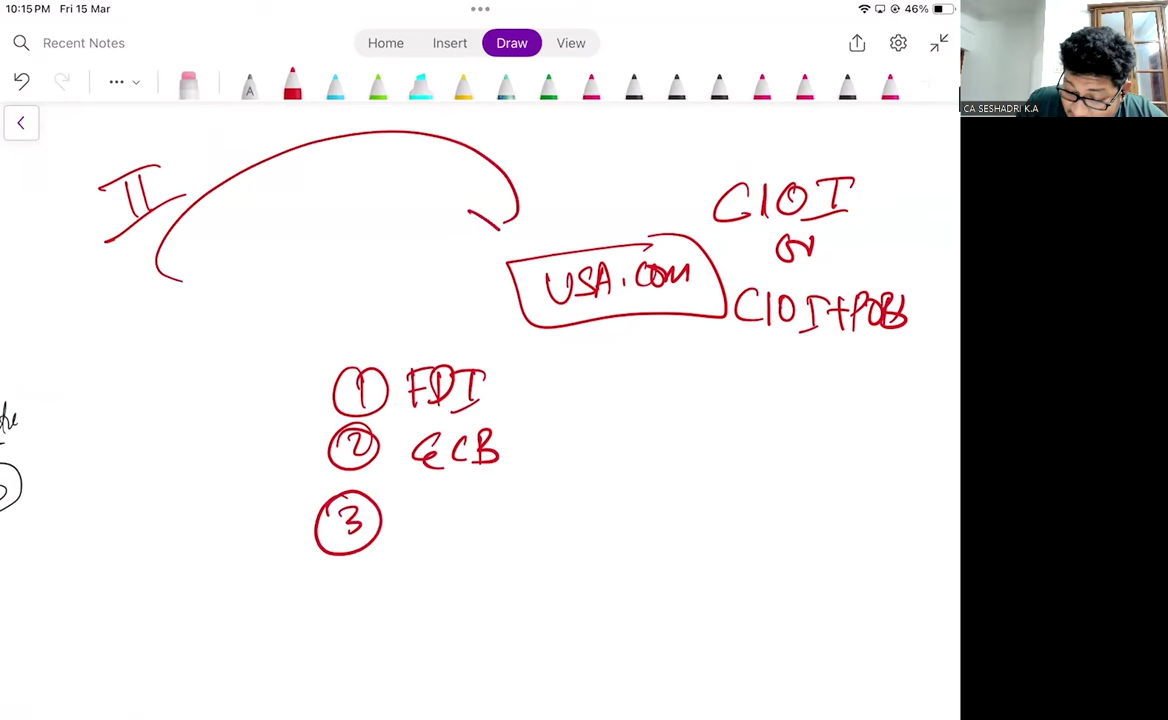 10:15 PM Fri 15 Mar
46%
Recent Notes
Home Insert Draw View
A
CA SESHADRI K.A
II
CIOI
or
USA.COM
CIOI+POB
① FDI
② ECB
③